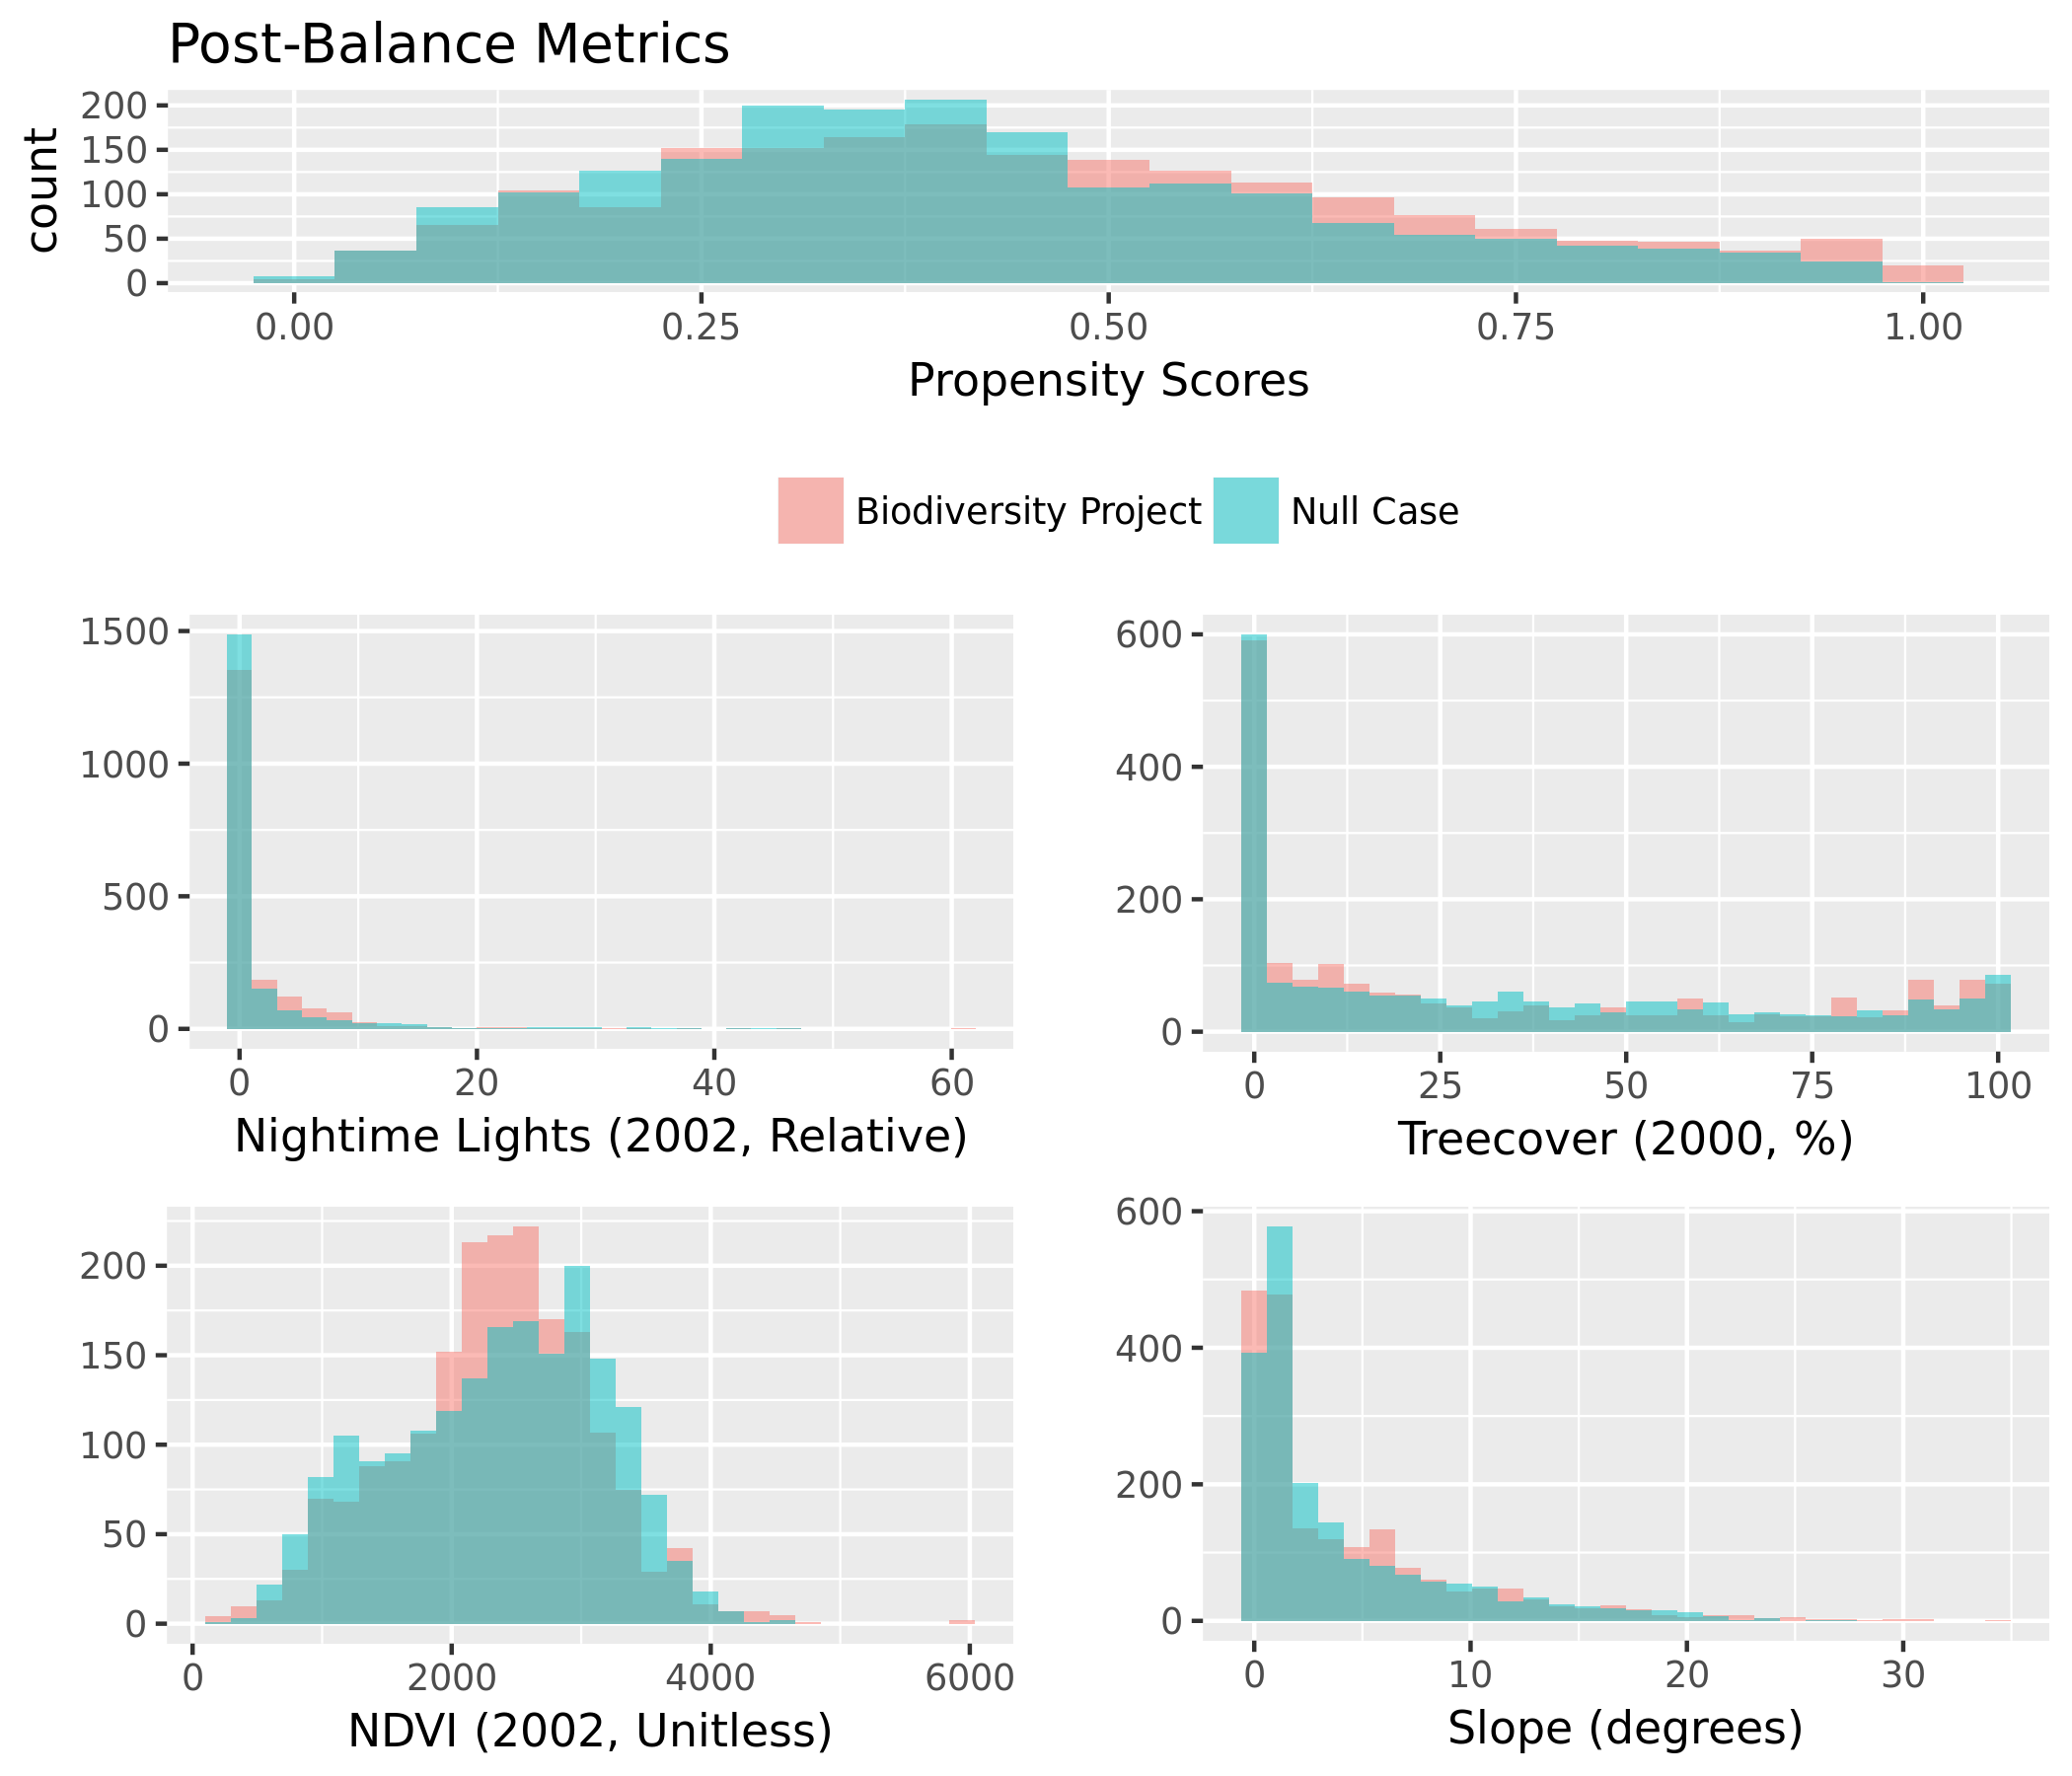 Post-Balance Metrics
count
200
150
100
50
0
0.00 0.25 0.50 0.75 1.00
Propensity Scores
Biodiversity Project Null Case
1500
1000
500
0
0 20 40 60
Nightime Lights (2002, Relative)
600
400
200
0
0 25 50 75 100
Treecover (2000, %)
200
150
100
50
0
0 2000 4000 6000
NDVI (2002, Unitless)
600
400
200
0
0 10 20 30
Slope (degrees)